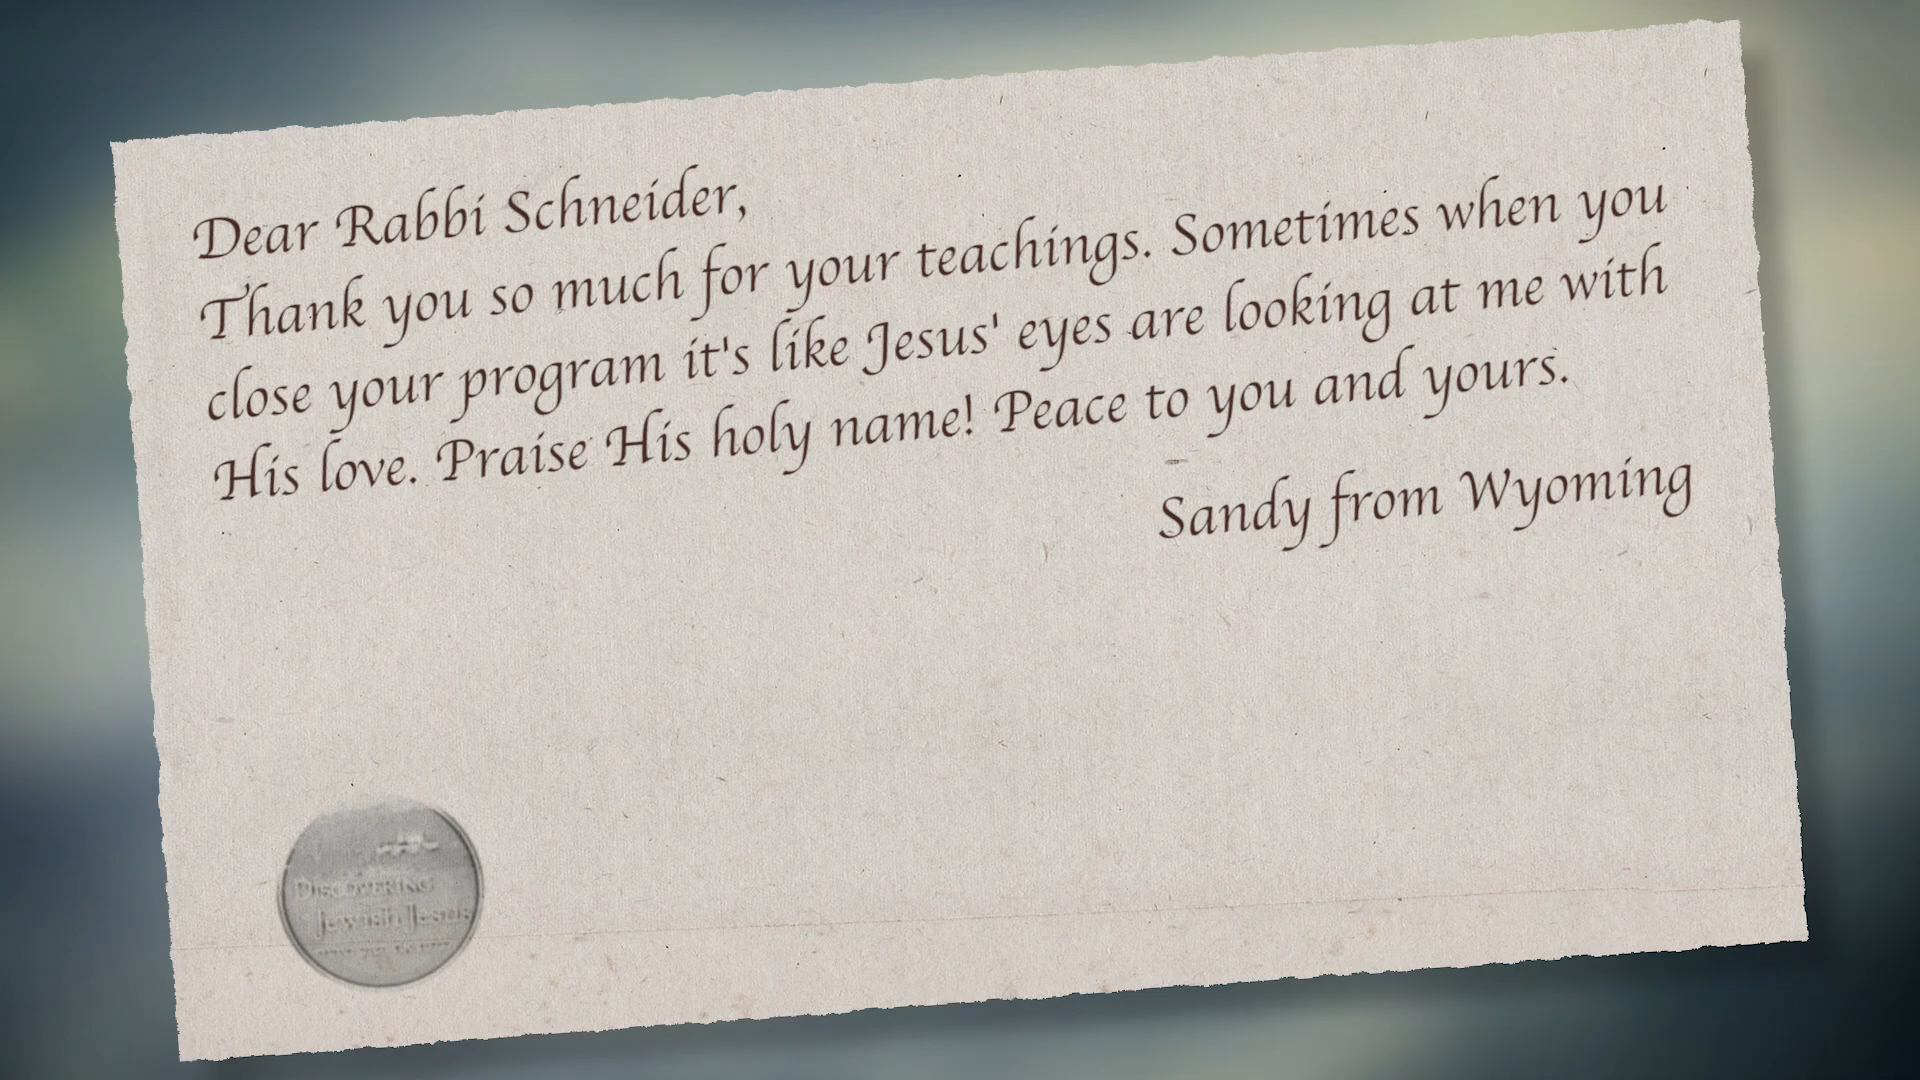 Dear Rabbi Schneider,
Thank you so much for your teachings. Sometimes when you
close your program it's like Jesus' eyes are looking at me with
His love. Praise His holy name! Peace to you and yours.
Sandy from Wyoming
Discovering
Jewish Jesus